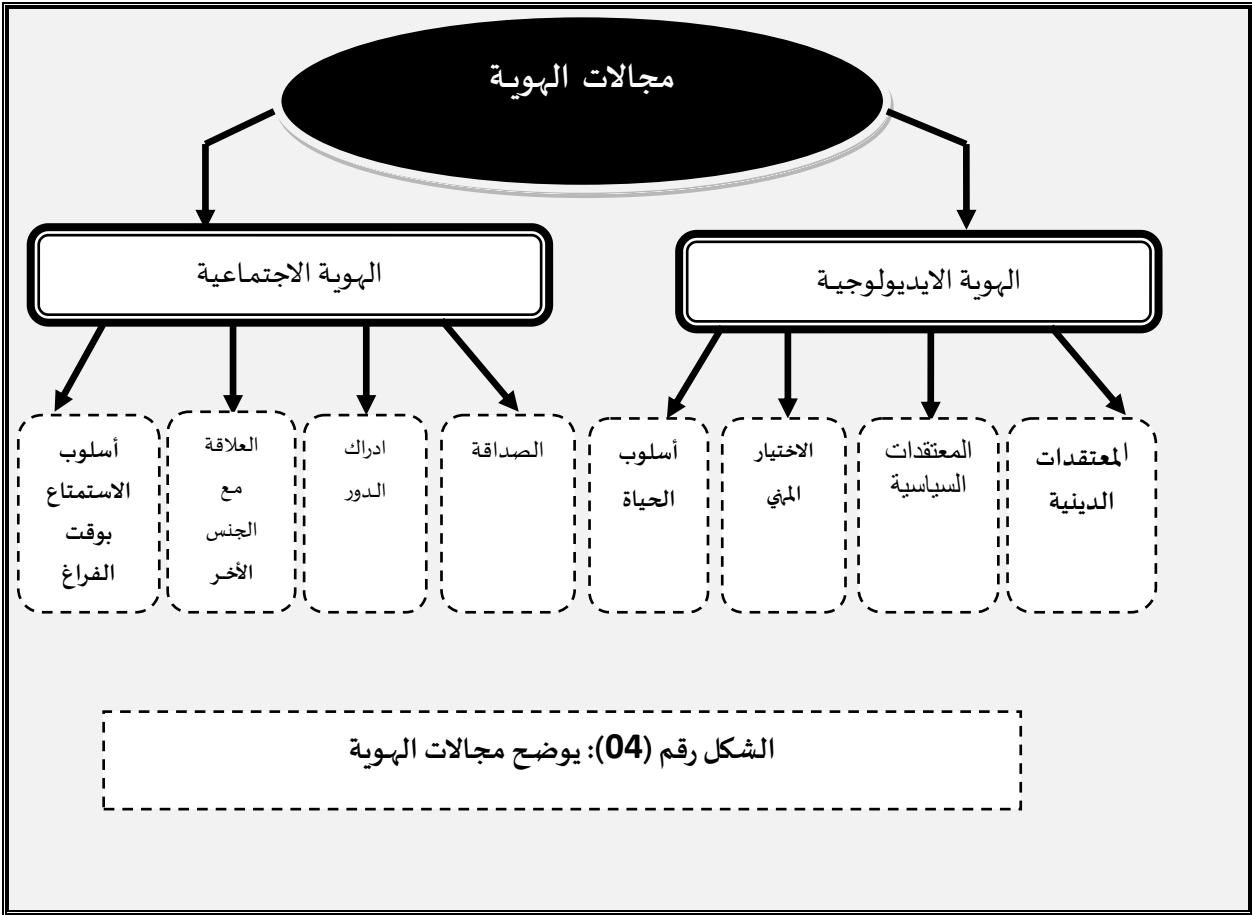 مجالات الهوية
الهوية الايديولوجية
الهوية الاجتماعية
المعتقدات
الدينية
المعتقدات
السياسية
الاختيار
المهني
أسلوب
الحياة
الصداقة
ادراك
الدور
العلاقة
مع
الجنس
الأخر
أسلوب
الاستمتاع
بوقت
الفراغ
الشكل رقم (04): يوضح مجالات الهوية